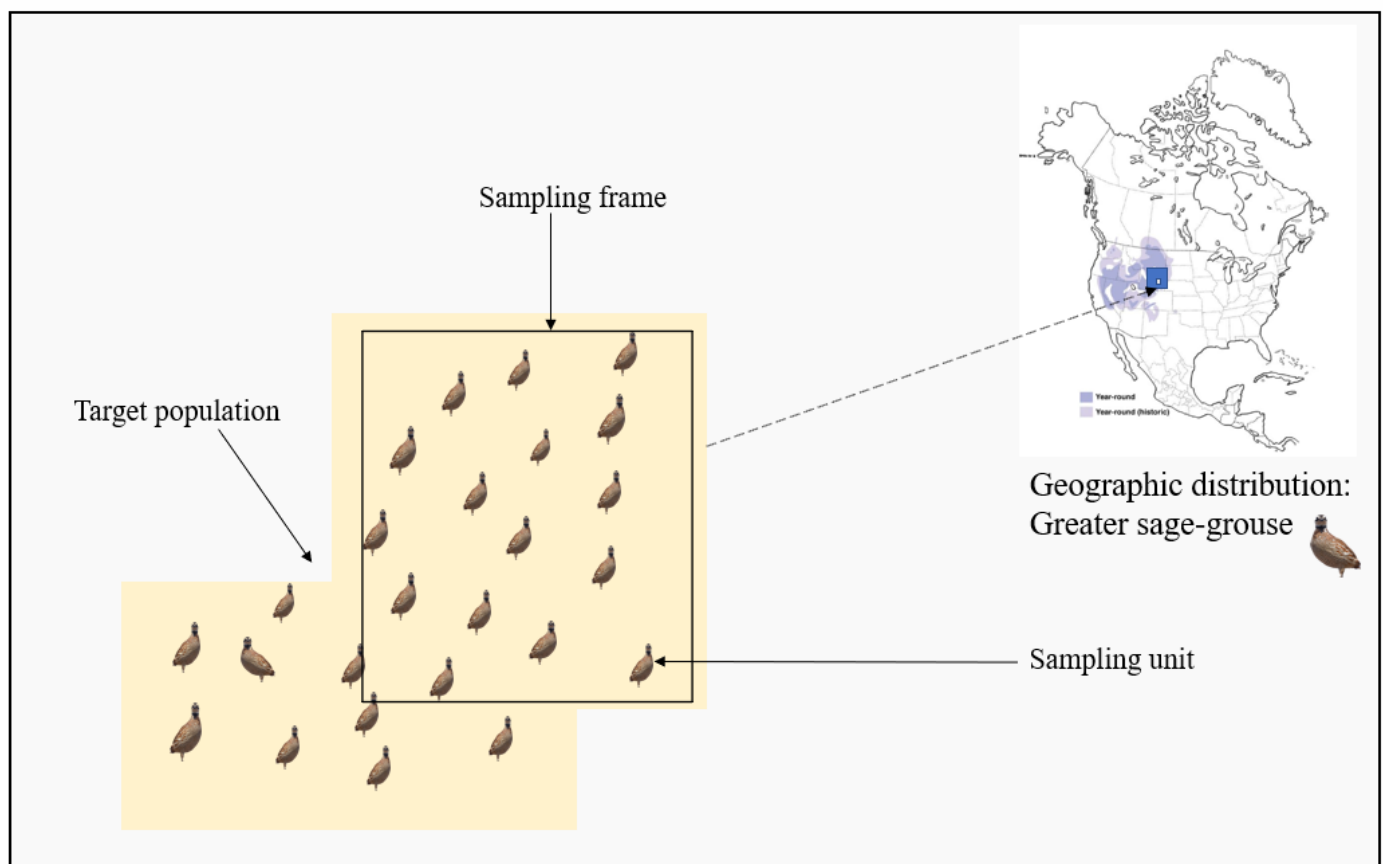 Sampling frame
Target population
Year-round
Year-round (historic)
Geographic distribution:
Greater sage-grouse
Sampling unit